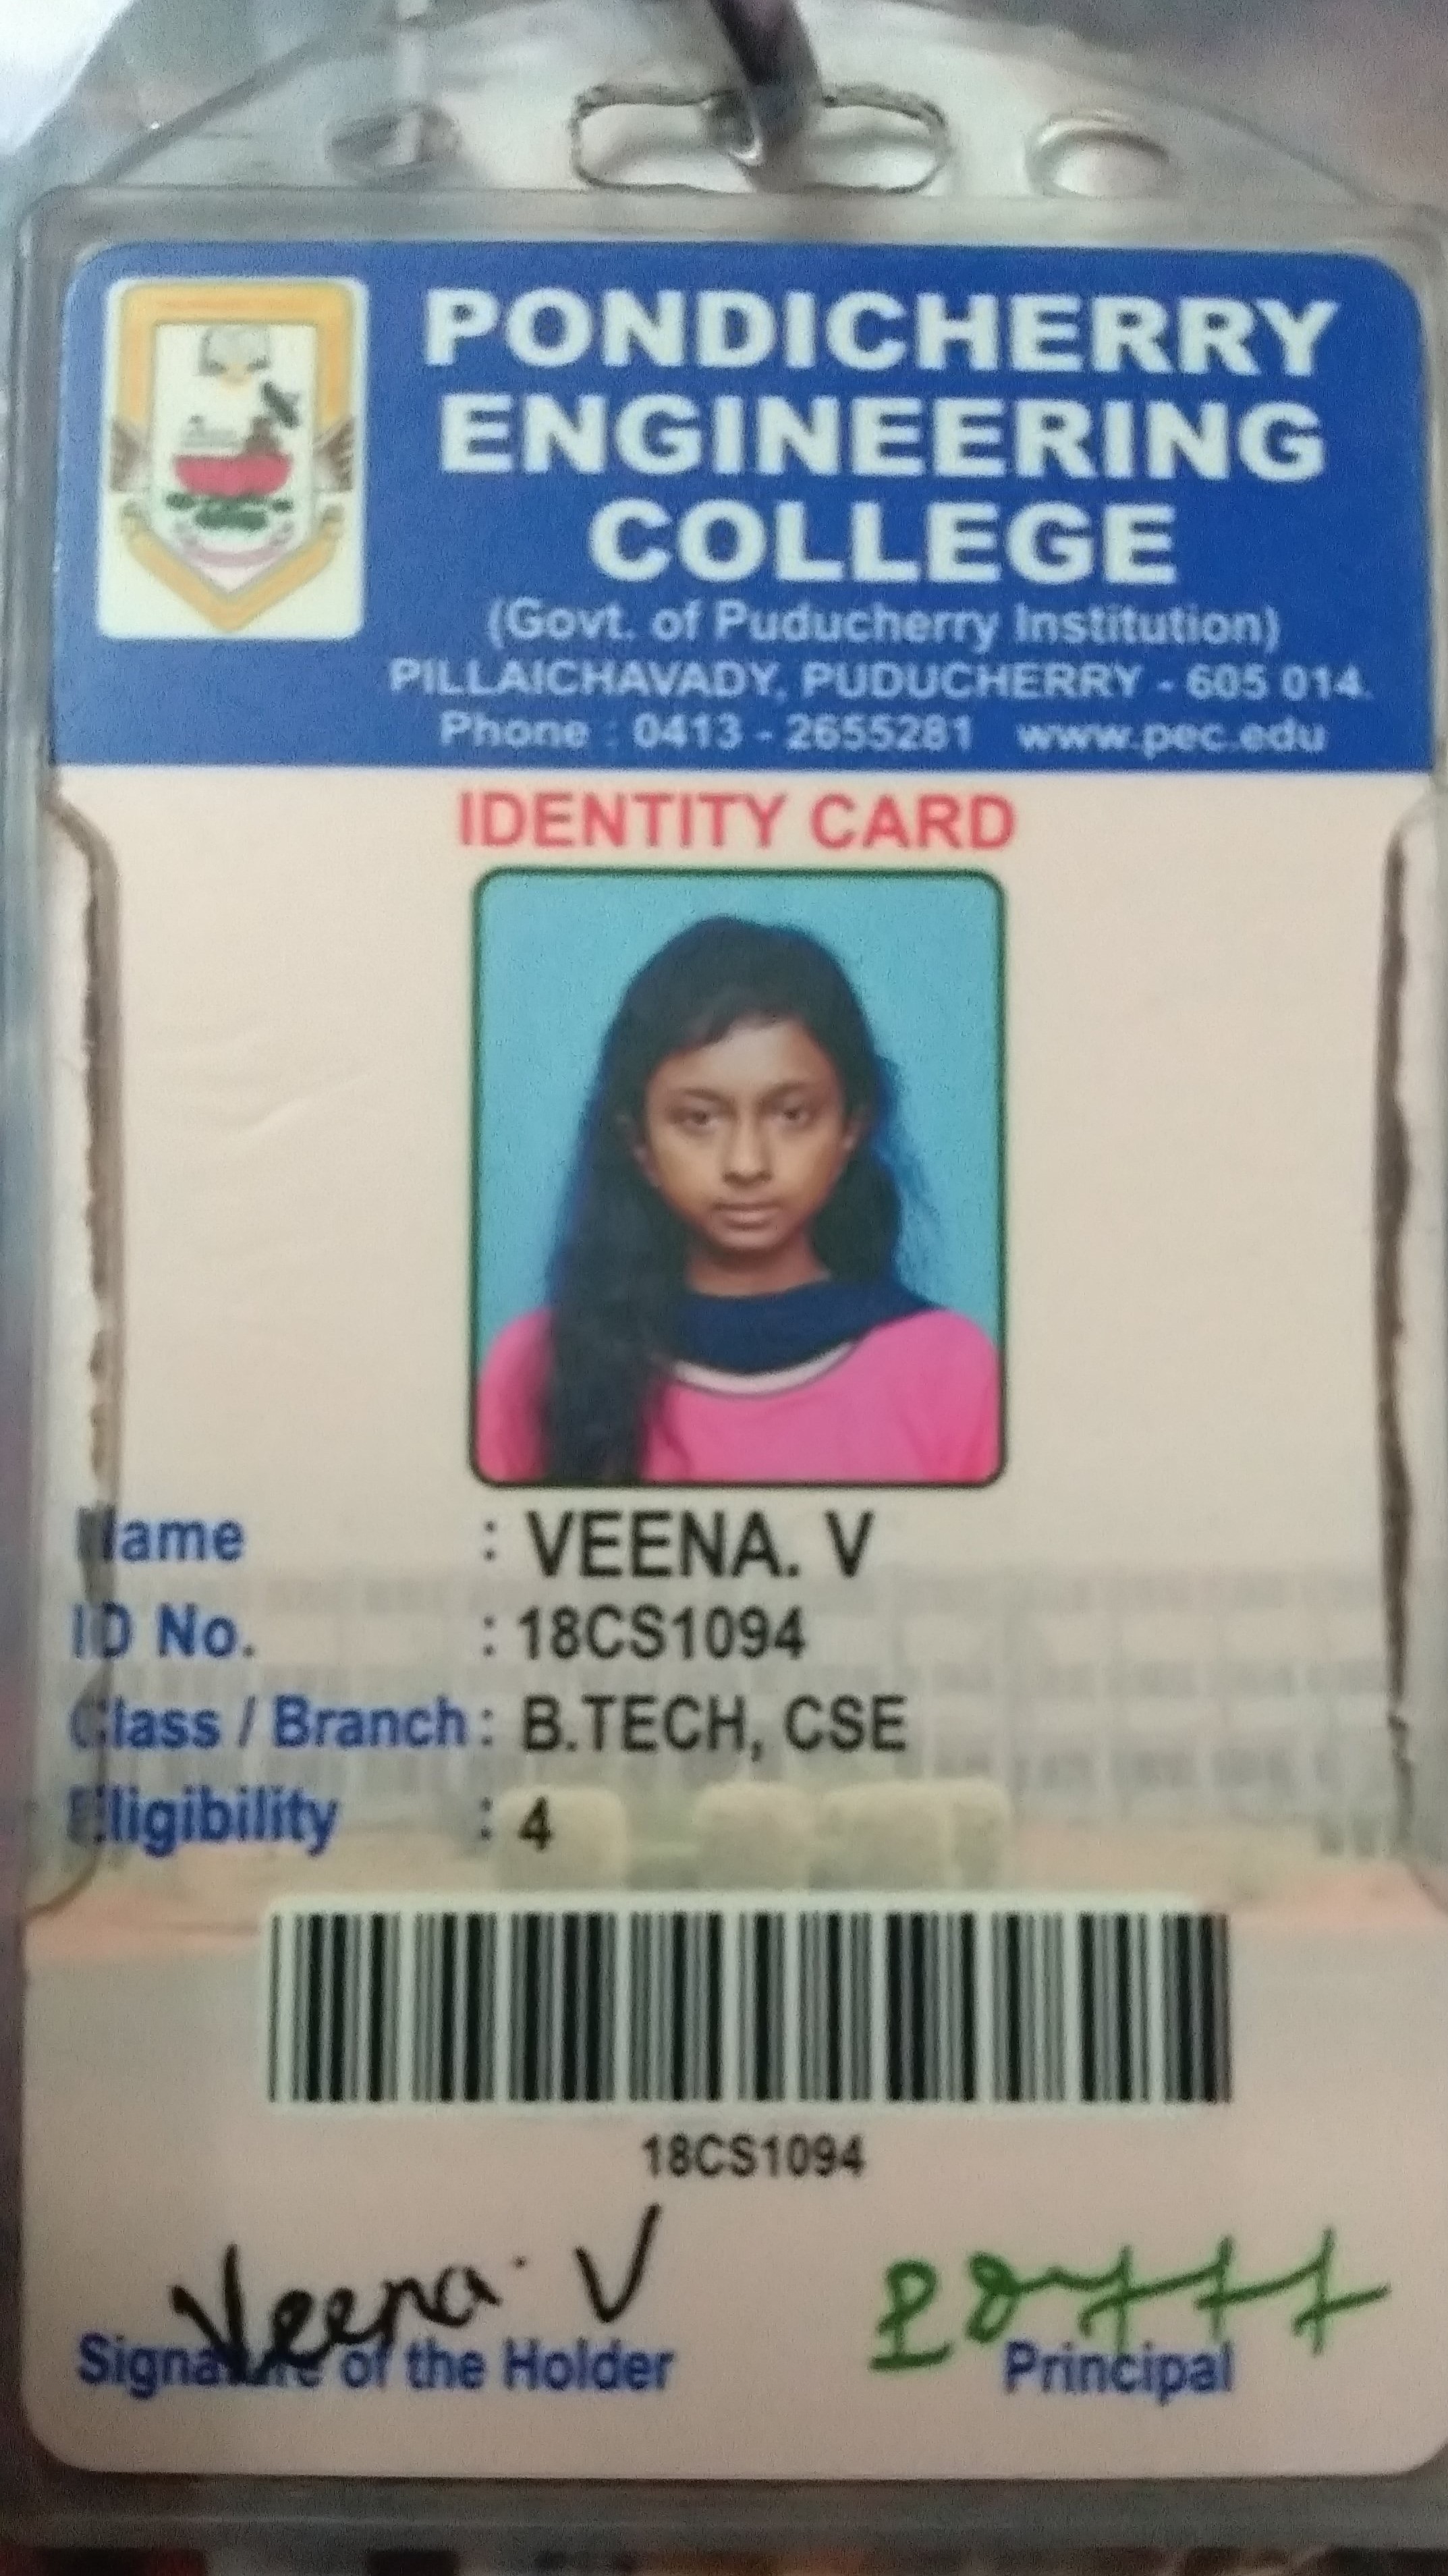 PONDICHERRY
ENGINEERING
COLLEGE
(Govt. of Puducherry Institution)
PILLAICHAVADY, PUDUCHERRY - 605 014.
Phone : 0413 - 2655281 www.pec.edu
IDENTITY CARD
Name : VEENA. V
ID No. : 18CS1094
Class / Branch : B.TECH, CSE
Eligibility : 4
18CS1094
Veena. V
Signature of the Holder Principal